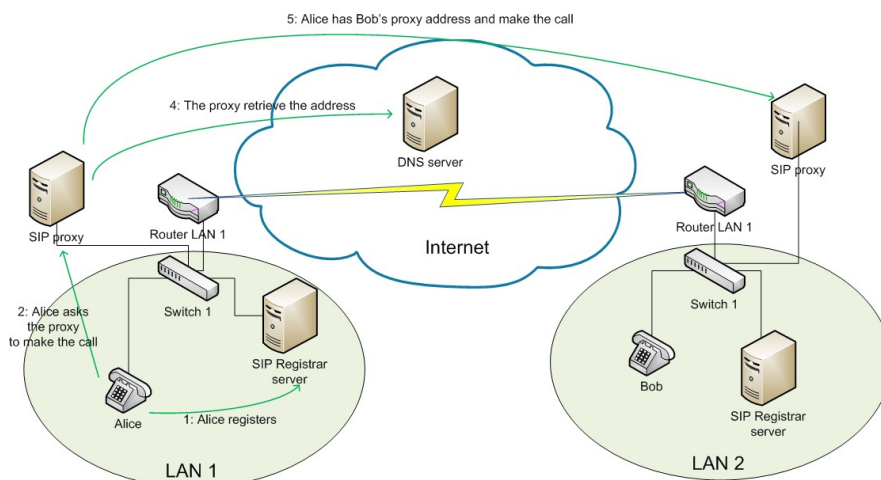 5: Alice has Bob's proxy address and make the call
4: The proxy retrieve the address
DNS server
SIP proxy
SIP proxy
Router LAN 1
Router LAN 1
Internet
Switch 1
Switch 1
2: Alice asks
the proxy
to make the call
SIP Registrar
server
Alice
1: Alice registers
Bob
SIP Registrar
server
LAN 1
LAN 2